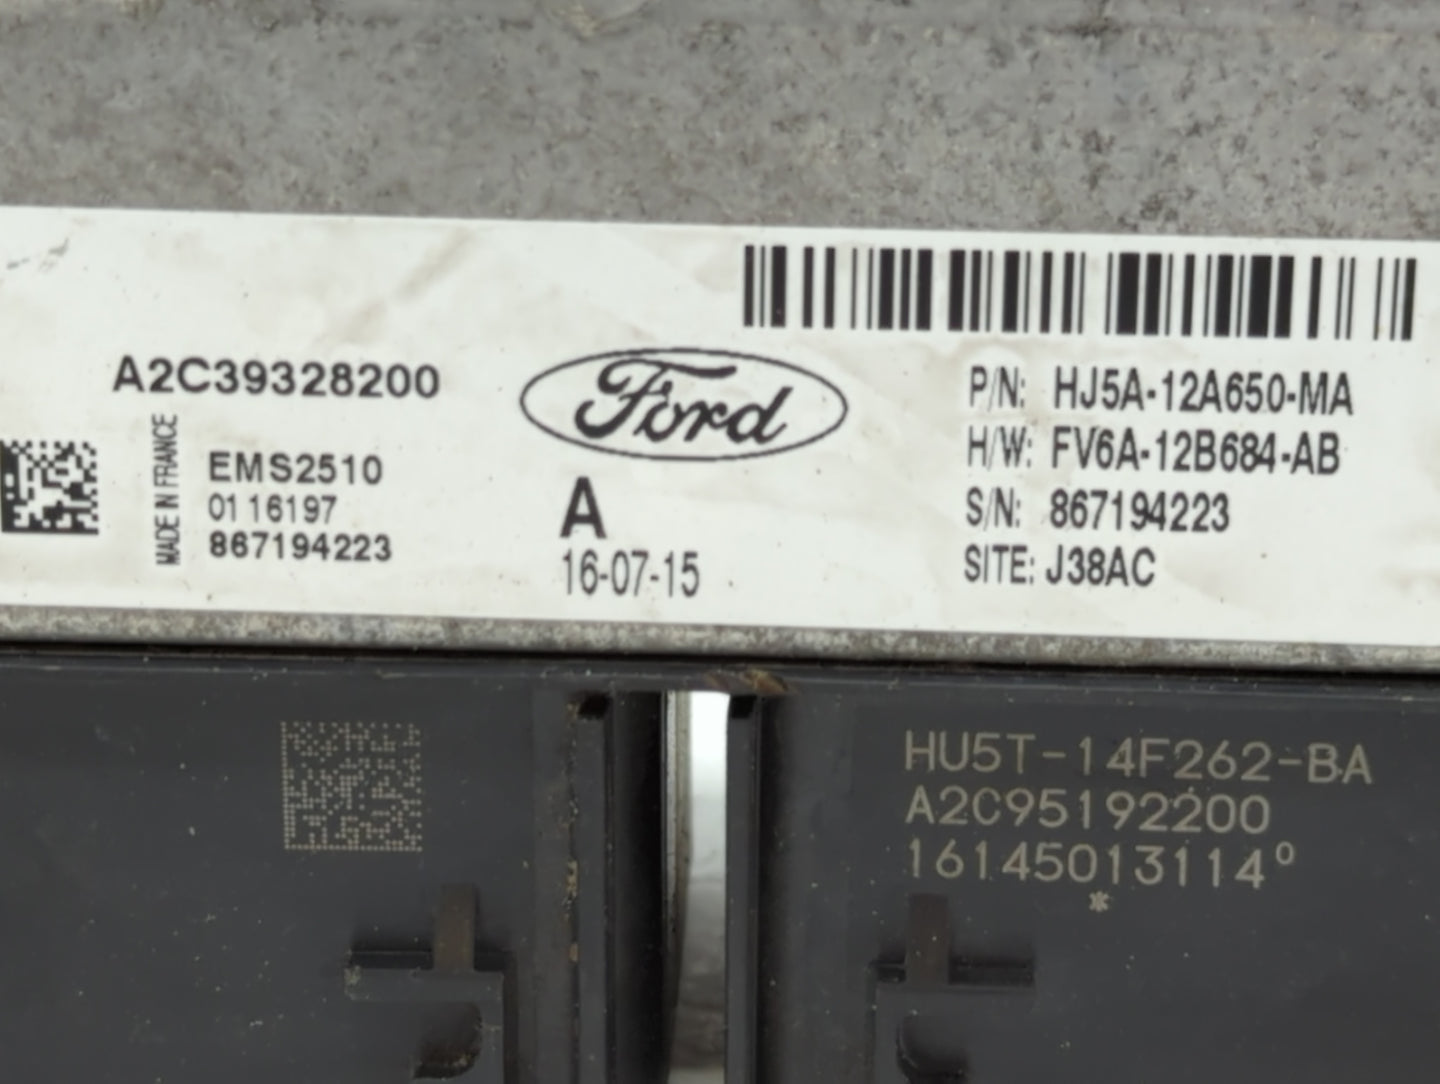 A2C39328200
MADE IN FRANCE
EMS2510
01 16197
867194223
Ford
A
16-07-15
P/N: HJ5A-12A650-MA
H/W: FV6A-12B684-AB
S/N: 867194223
SITE: J38AC
HU5T-14F262-BA
A2C95192200
16145013114º
*